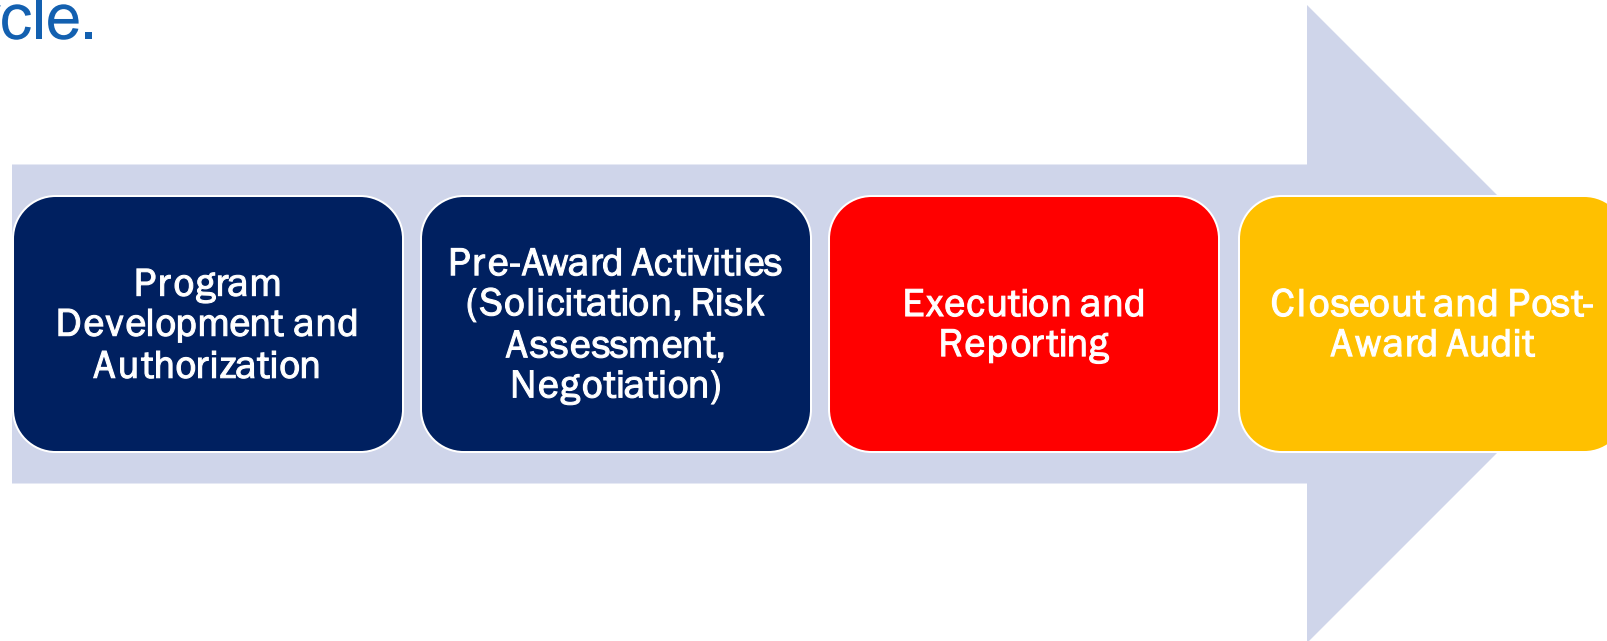 cle.
Program
Development and
Authorization
Pre-Award Activities
(Solicitation, Risk
Assessment,
Negotiation)
Execution and
Reporting
Closeout and Post-
Award Audit